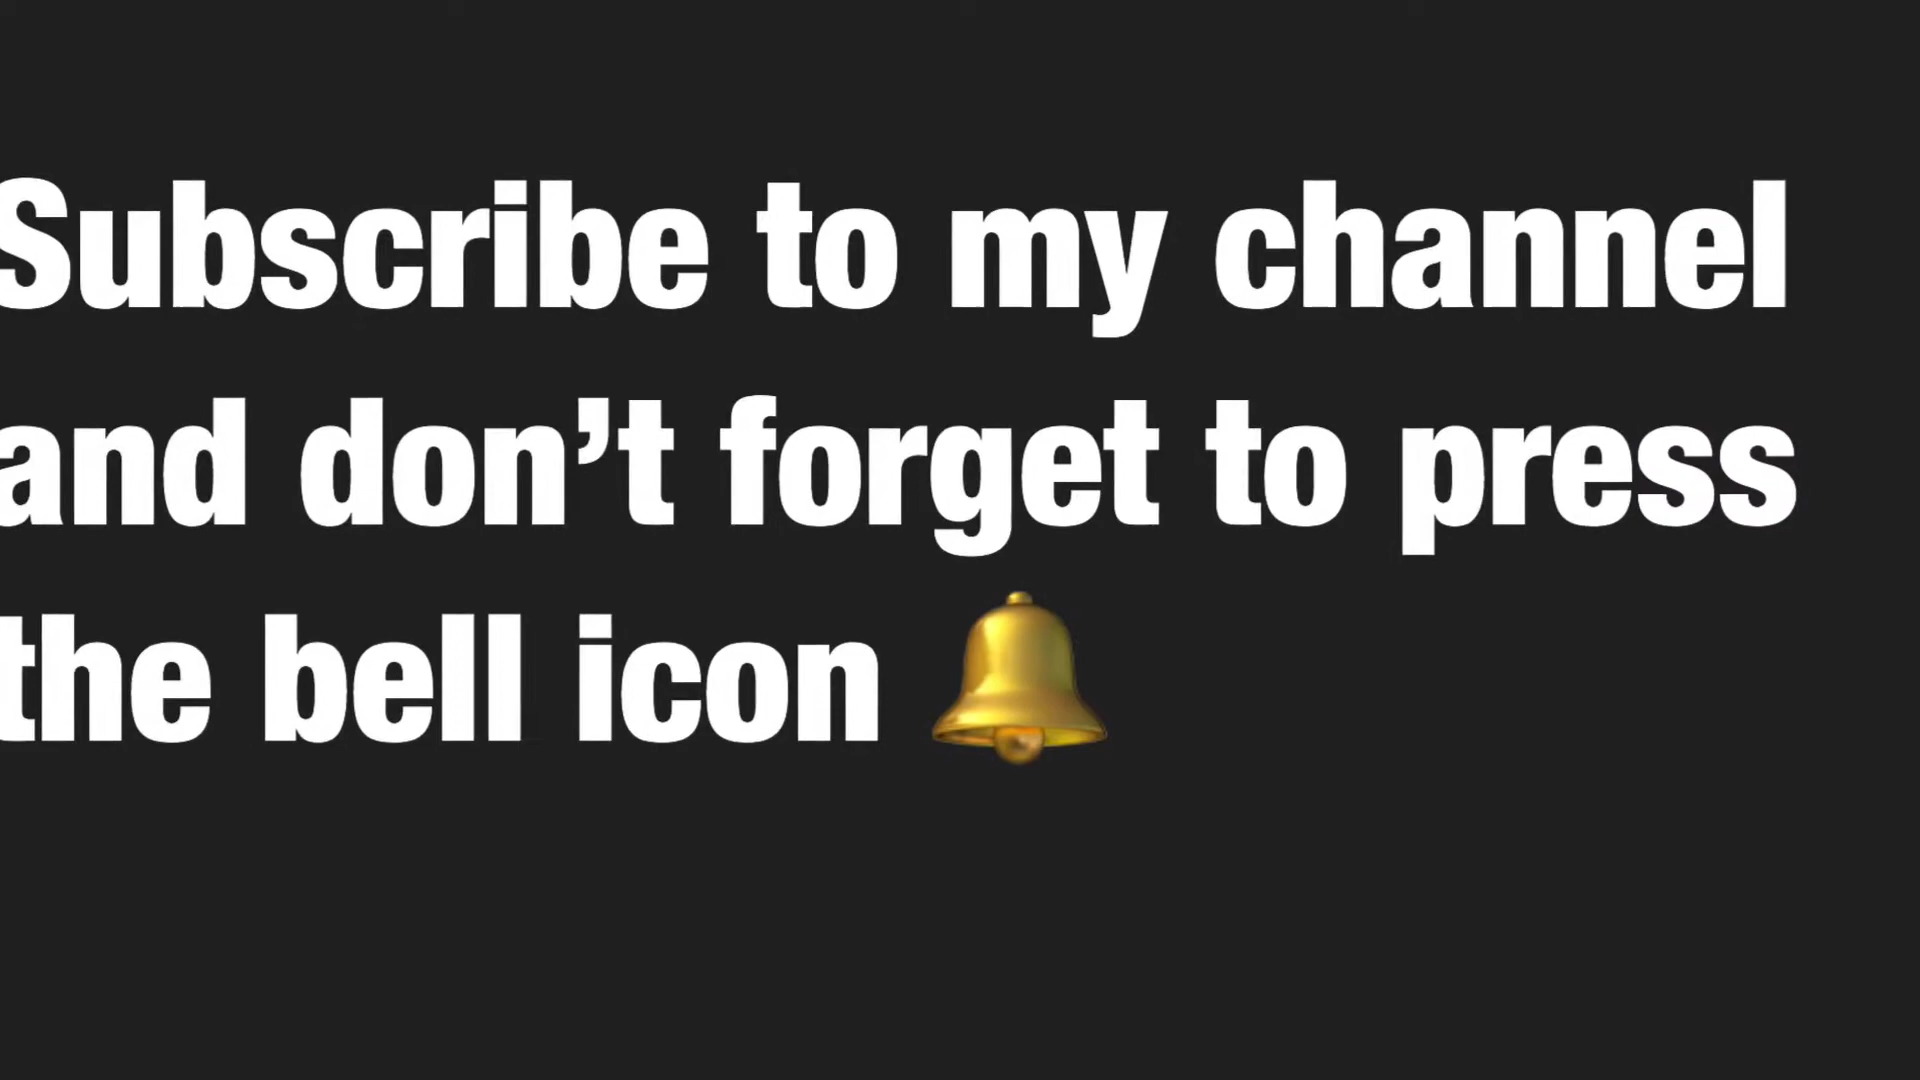 Subscribe to my channel
and don’t forget to press
the bell icon 🔔